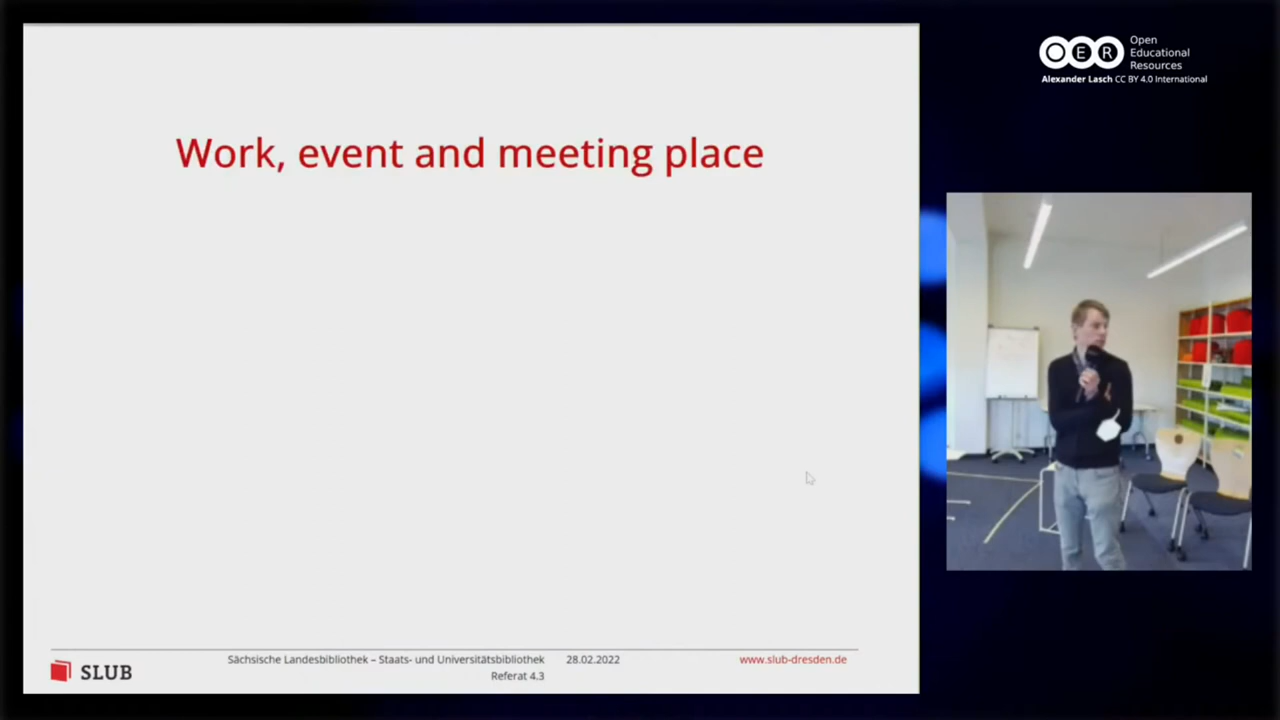 Work, event and meeting place
SLUB
Sächsische Landesbibliothek – Staats- und Universitätsbibliothek
28.02.2022
www.slub-dresden.de
Referat 4.3
OER
Open
Educational
Resources
Alexander Lasch CC BY 4.0 International